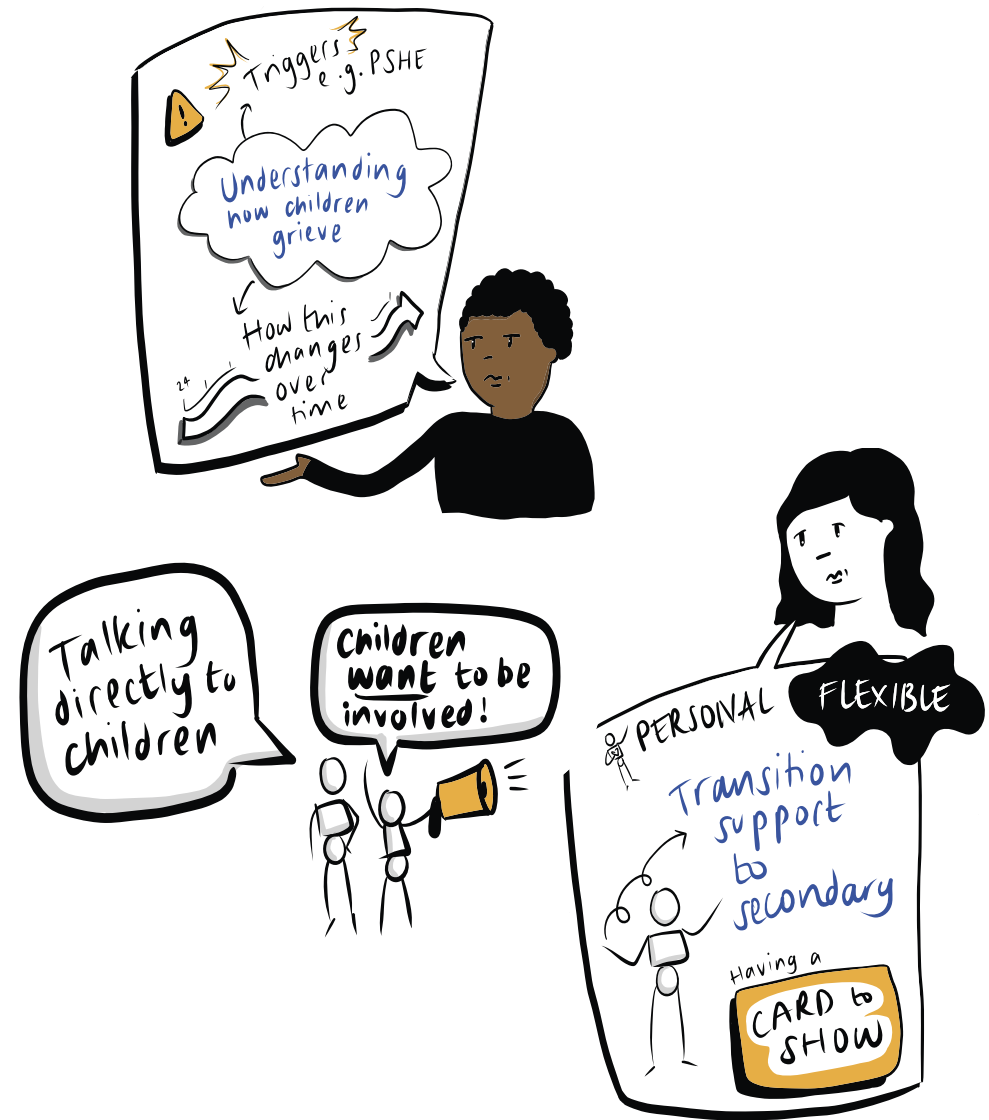 Triggers
e.g. PSHE
!
Understanding
how children
grieve
How this
changes
over
time
24
Talking
directly to
children
Children
want to be
involved!
FLEXIBLE
PERSONAL
Transition
support
to
secondary
Having a
CARD to
SHOW